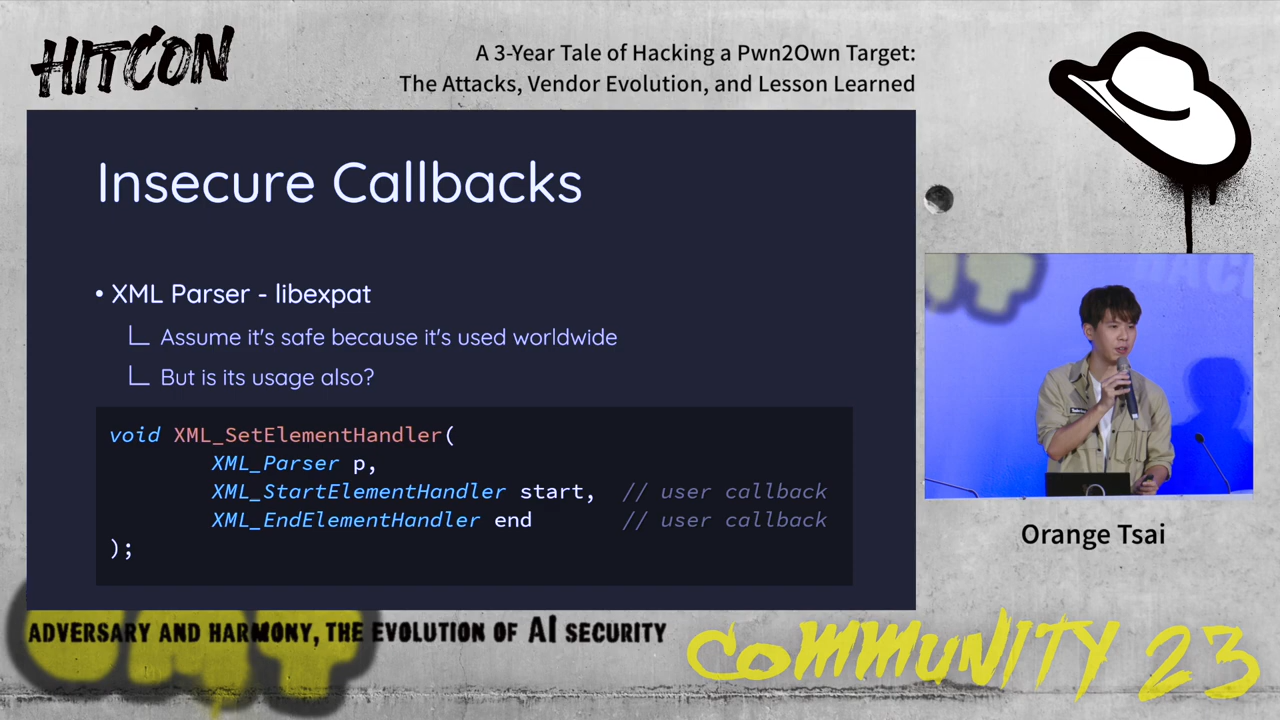 HITCON
A 3-Year Tale of Hacking a Pwn2Own Target:
The Attacks, Vendor Evolution, and Lesson Learned
Insecure Callbacks
• XML Parser - libexpat
Assume it's safe because it's used worldwide
But is its usage also?
void XML_SetElementHandler(
XML_Parser p,
XML_StartElementHandler start, // user callback
XML_EndElementHandler end // user callback
);
Orange Tsai
ADVERSARY AND HARMONY, THE EVOLUTION OF AI SECURITY
COMMUNITY 23